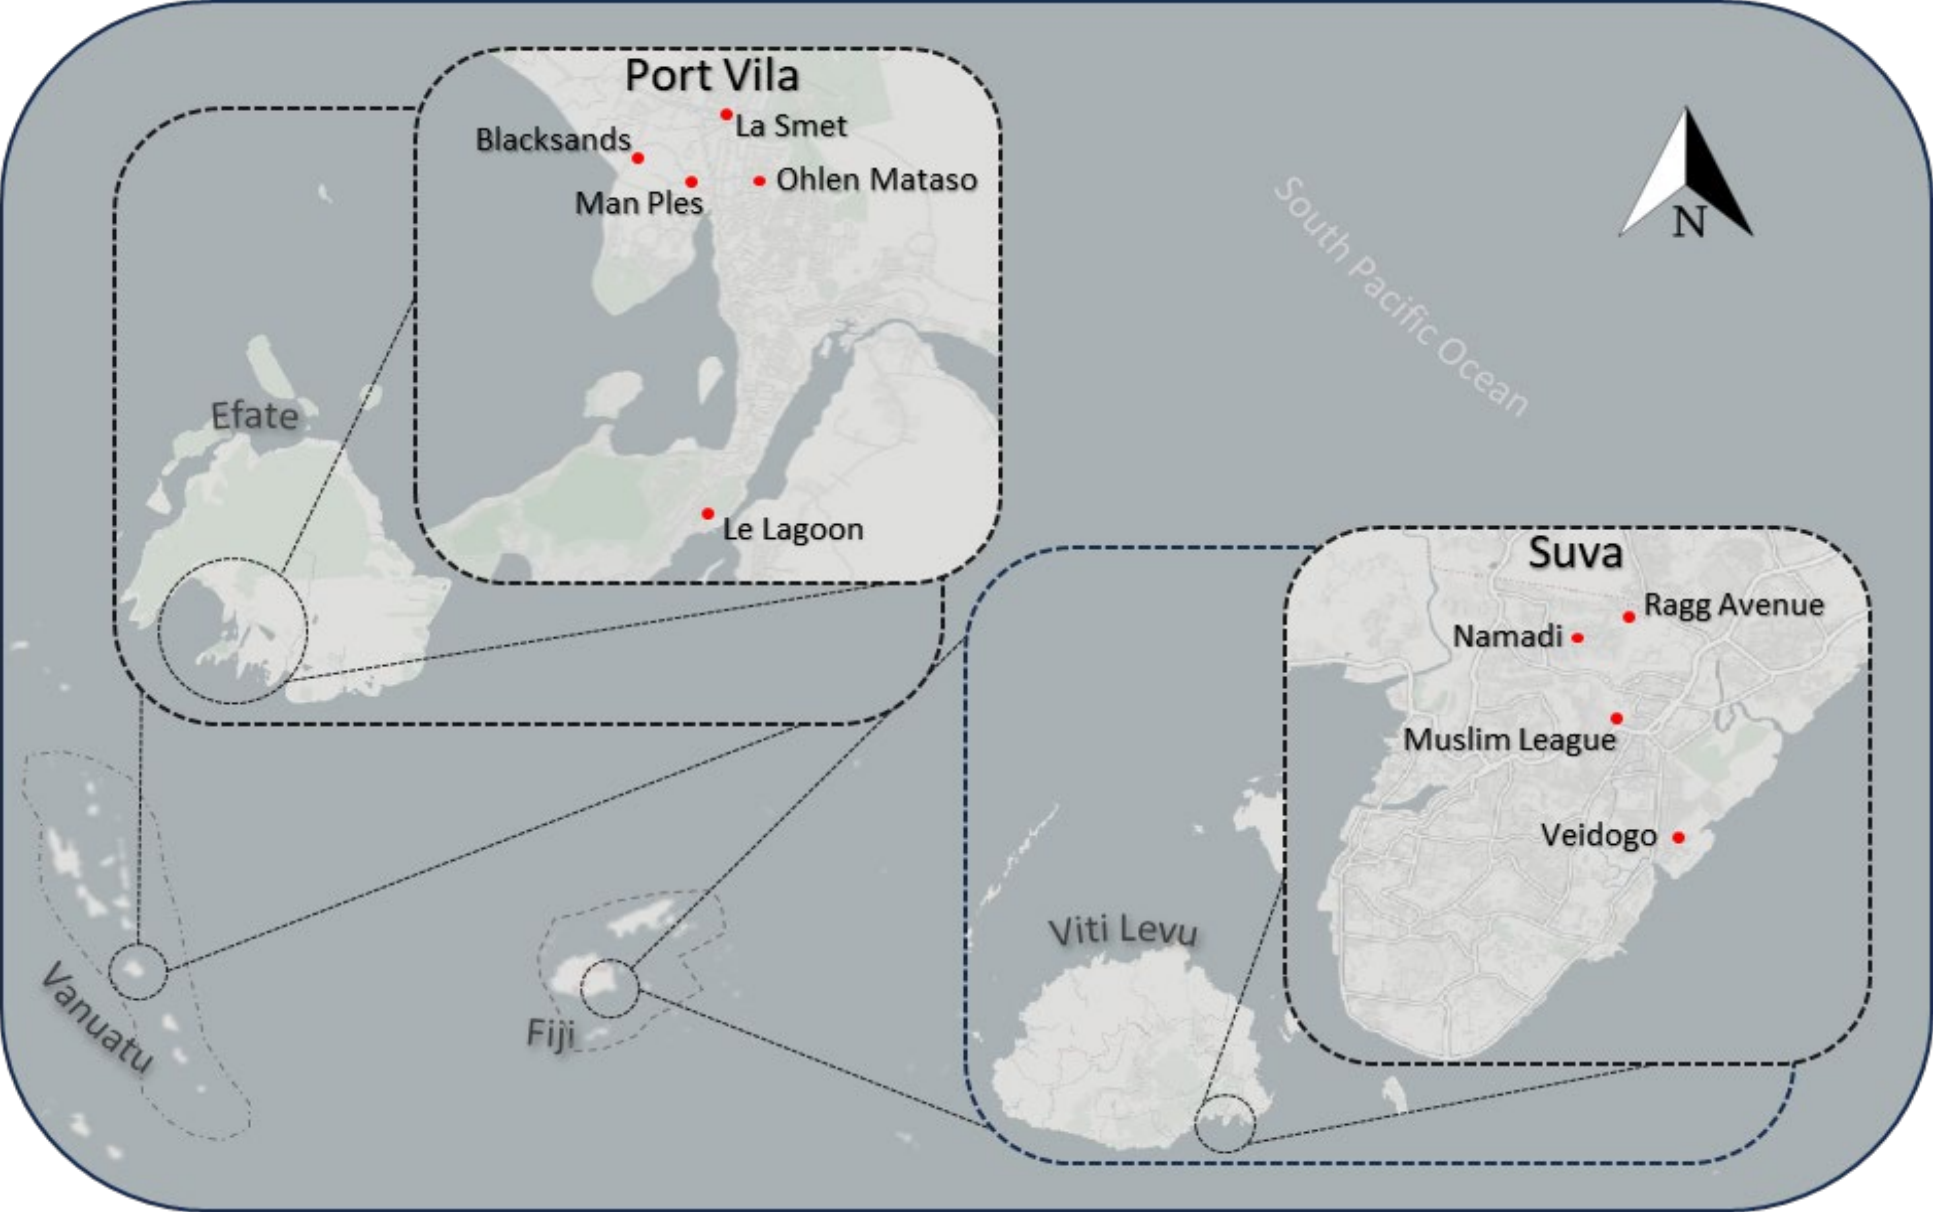 Port Vila
La Smet
Blacksands
Ohlen Mataso
Man Ples
N
South Pacific Ocean
Efate
Le Lagoon
Suva
Ragg Avenue
Namadi
Muslim League
Veidogo
Viti Levu
Vanuatu
Fiji